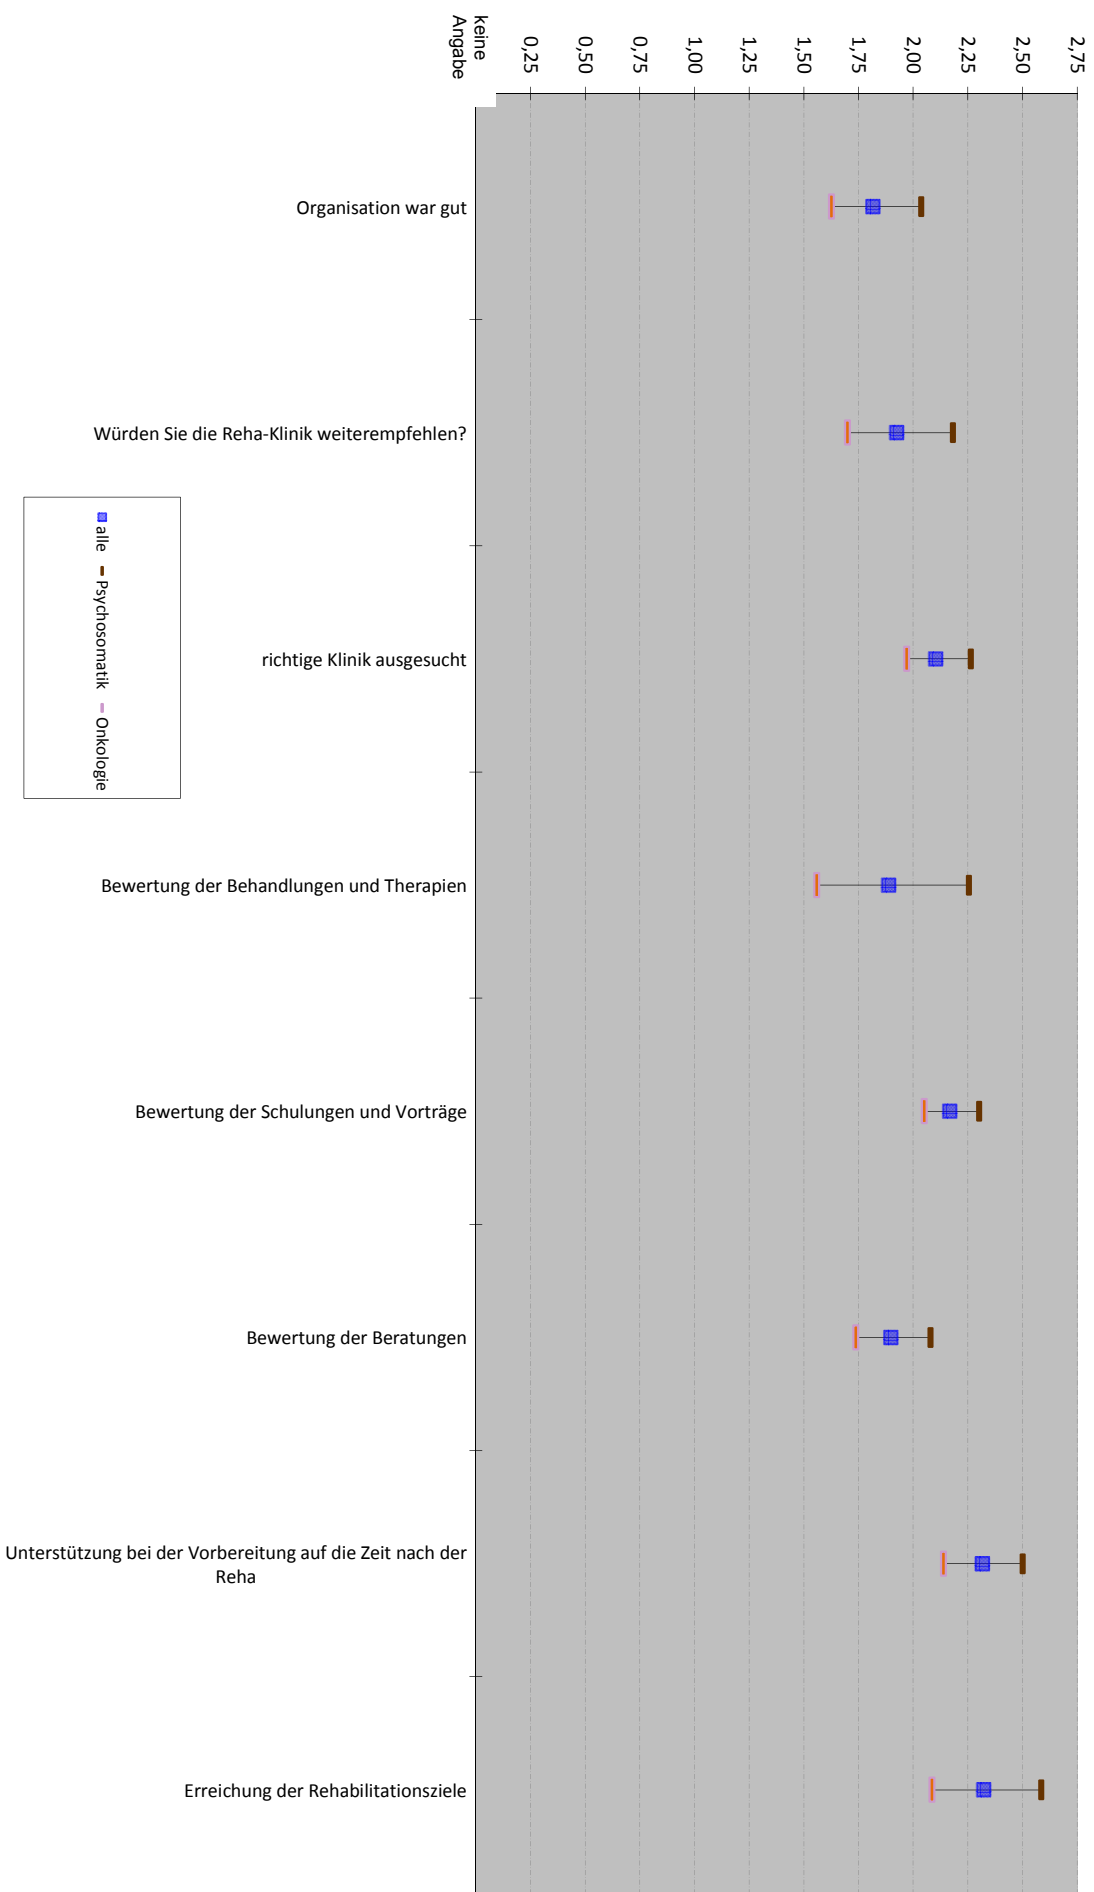 keine
Angabe
0,25
0,50
0,75
1,00
1,25
1,50
1,75
2,00
2,25
2,50
2,75
Organisation war gut
Würden Sie die Reha-Klinik weiterempfehlen?
richtige Klinik ausgesucht
Bewertung der Behandlungen und Therapien
Bewertung der Schulungen und Vorträge
Bewertung der Beratungen
Unterstützung bei der Vorbereitung auf die Zeit nach der
Reha
Erreichung der Rehabilitationsziele
alle Psychosomatik Onkologie